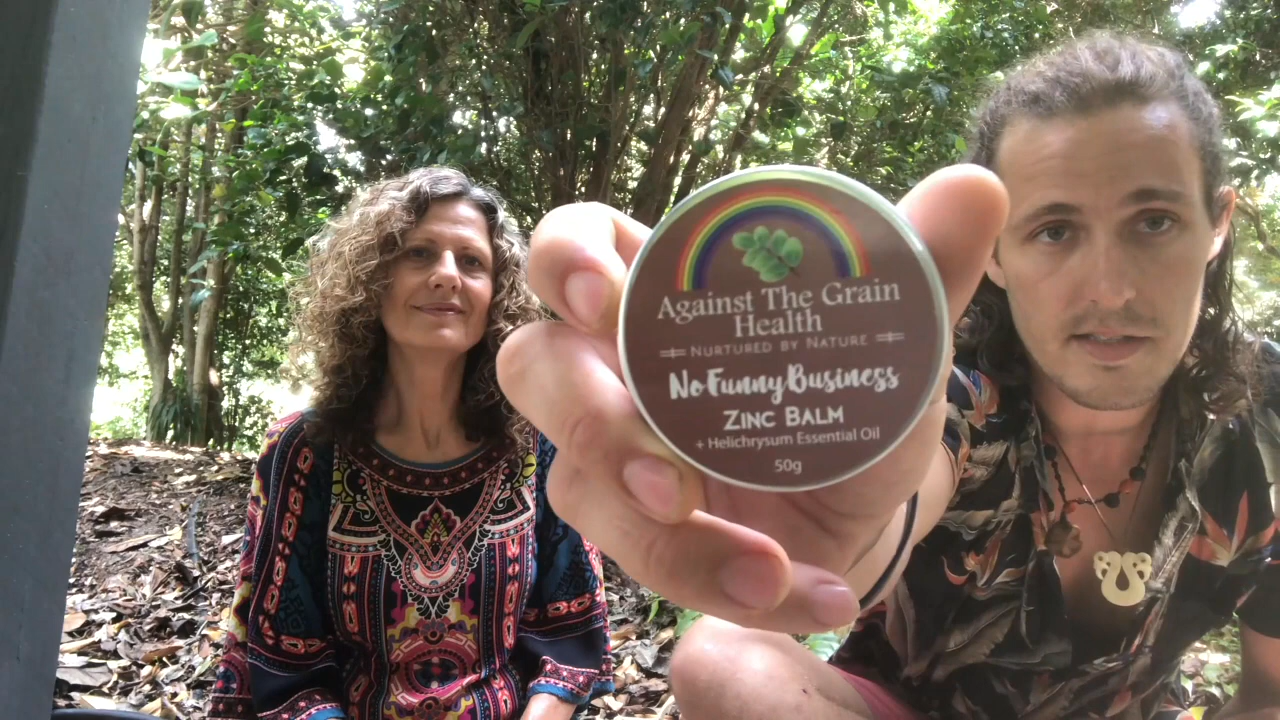 Against The Grain
Health
Nurtured by Nature
No Funny Business
Zinc Balm
+ Helichrysum Essential Oil
50g